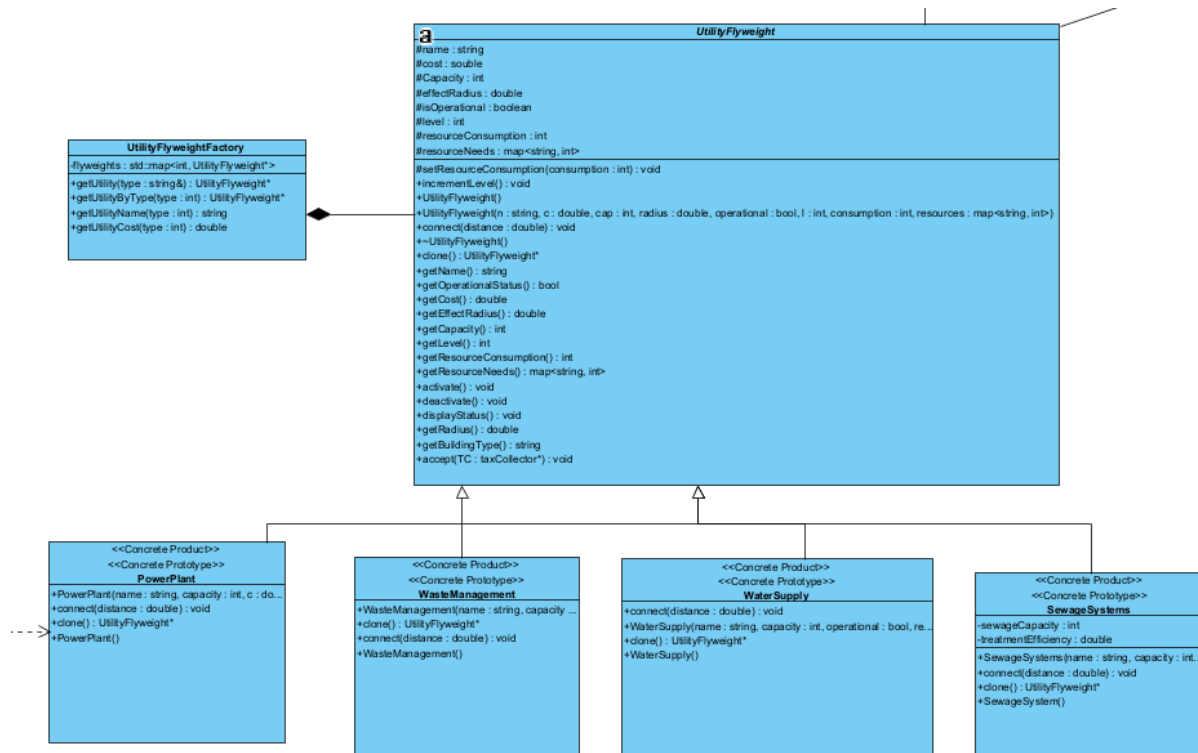 a
UtilityFlyweight
#name : string
#cost : souble
#Capacity : int
#effectRadius : double
#isOperational : boolean
#level : int
#resourceConsumption : int
#resourceNeeds : map<string, int>
#setResourceConsumption(consumption : int) : void
+incrementLevel() : void
+UtilityFlyweight()
+UtilityFlyweight(n : string, c : double, cap : int, radius : double, operational : bool, l : int, consumption : int, resources : map<string, int>)
+connect(distance : double) : void
+~UtilityFlyweight()
+clone() : UtilityFlyweight*
+getName() : string
+getOperationalStatus() : bool
+getCost() : double
+getEffectRadius() : double
+getCapacity() : int
+getLevel() : int
+getResourceConsumption() : int
+getResourceNeeds() : map<string, int>
+activate() : void
+deactivate() : void
+displayStatus() : void
+getRadius() : double
+getBuildingType() : string
+accept(TC : taxCollector*) : void
UtilityFlyweightFactory
-flyweights : std::map<int, UtilityFlyweight*>
+getUtility(type : string&) : UtilityFlyweight*
+getUtilityByType(type : int) : UtilityFlyweight*
+getUtilityName(type : int) : string
+getUtilityCost(type : int) : double
<<Concrete Product>>
<<Concrete Prototype>>
PowerPlant
+PowerPlant(name : string, capacity : int, c : do...
+connect(distance : double) : void
+clone() : UtilityFlyweight*
+PowerPlant()
<<Concrete Product>>
<<Concrete Prototype>>
WasteManagement
+WasteManagement(name : string, capacity ...
+clone() : UtilityFlyweight*
+connect(distance : double) : void
+WasteManagement()
<<Concrete Product>>
<<Concrete Prototype>>
WaterSupply
+connect(distance : double) : void
+WaterSupply(name : string, capacity : int, operational : bool, re...
+clone() : UtilityFlyweight*
+WaterSupply()
<<Concrete Product>>
<<Concrete Prototype>>
SewageSystems
-sewageCapacity : int
-treatmentEfficiency : double
+SewageSystems(name : string, capacity : int...
+connect(distance : double) : void
+clone() : UtilityFlyweight*
+SewageSystem()